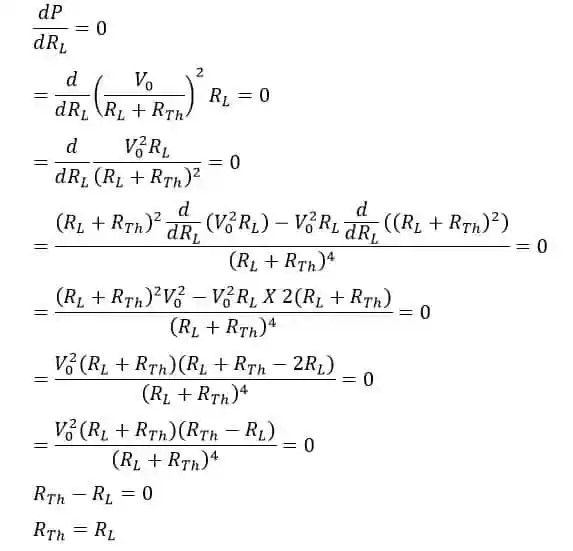 dP/dR_L = 0
= d/dR_L (V_0/(R_L + R_Th))^2 R_L = 0
= d/dR_L V_0^2 R_L/(R_L + R_Th)^2 = 0
= ((R_L + R_Th)^2 d/dR_L (V_0^2 R_L) − V_0^2 R_L d/dR_L ((R_L + R_Th)^2))/(R_L + R_Th)^4 = 0
= ((R_L + R_Th)^2 V_0^2 − V_0^2 R_L X 2(R_L + R_Th))/(R_L + R_Th)^4 = 0
= (V_0^2 (R_L + R_Th)(R_L + R_Th − 2R_L))/(R_L + R_Th)^4 = 0
= (V_0^2 (R_L + R_Th)(R_Th − R_L))/(R_L + R_Th)^4 = 0
R_Th − R_L = 0
R_Th = R_L